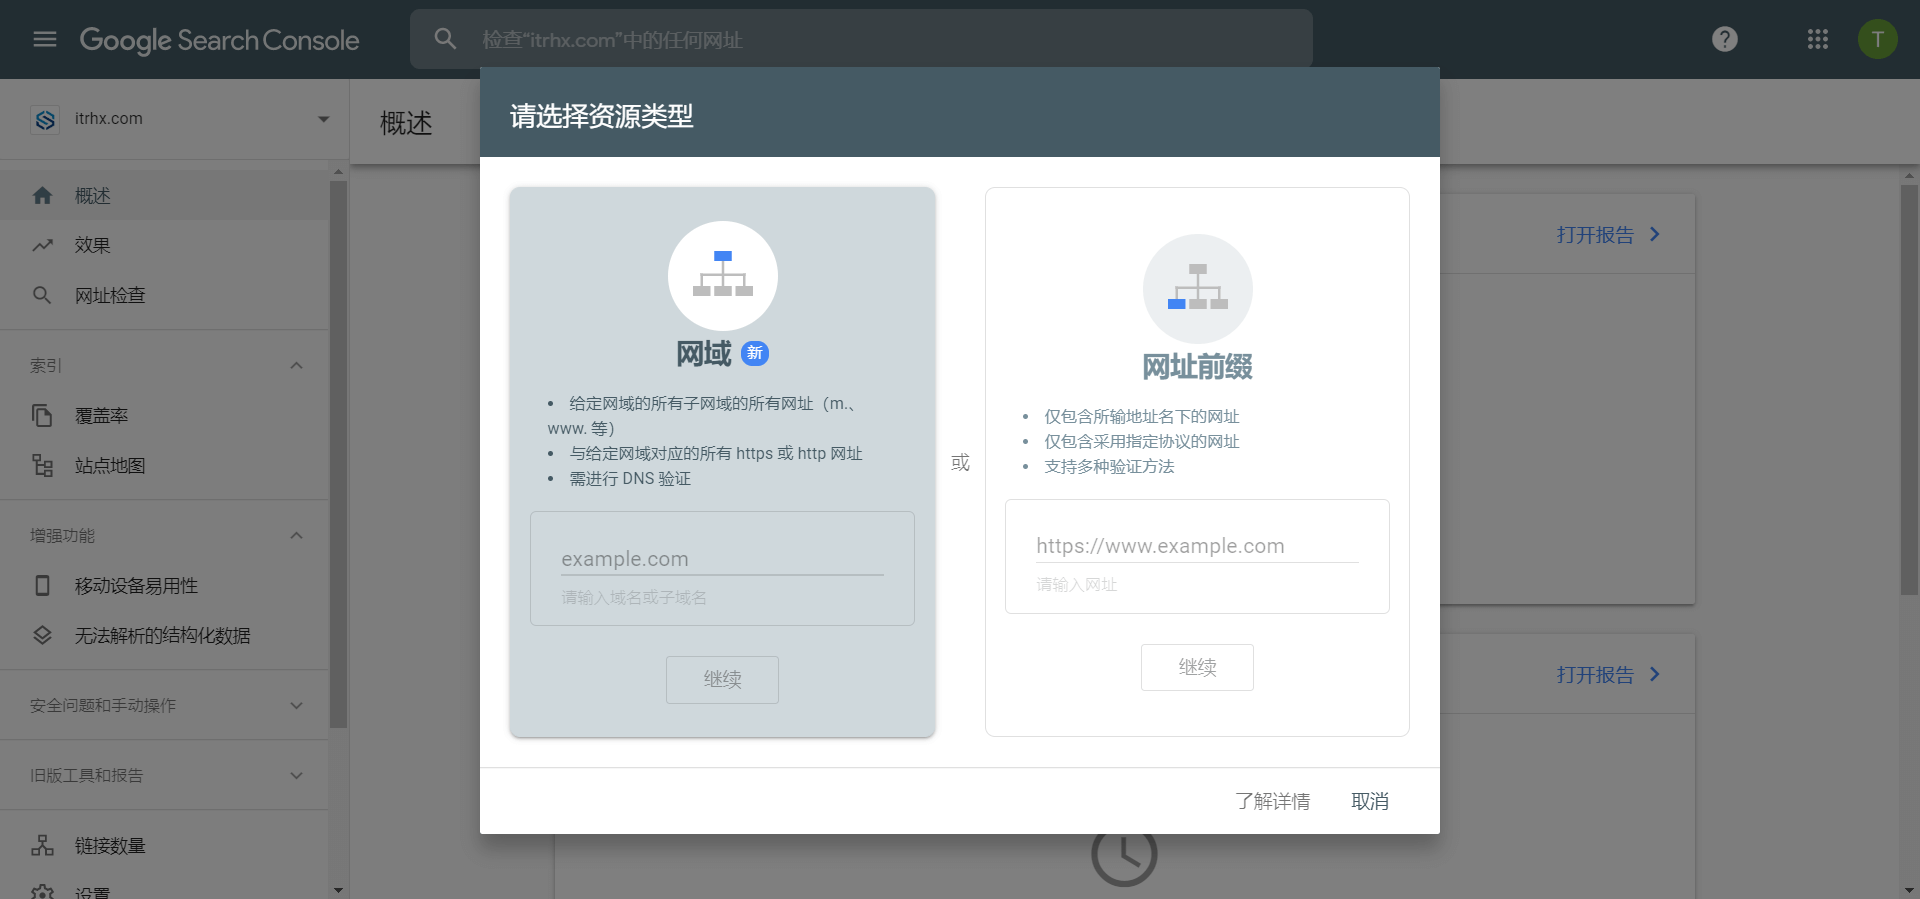 Google Search Console
检查“itrhx.com”中的任何网址
T
itrhx.com
概述
效果
网址检查
索引
覆盖率
站点地图
增强功能
移动设备易用性
无法解析的结构化数据
安全问题和手动操作
旧版工具和报告
链接数量
设置
概述
打开报告
打开报告
请选择资源类型
网域 新
• 给定网域的所有子网域的所有网址（m.、
www. 等）
• 与给定网域对应的所有 https 或 http 网址
• 需进行 DNS 验证
example.com
请输入域名或子域名
继续
或
网址前缀
• 仅包含所输地址名下的网址
• 仅包含采用指定协议的网址
• 支持多种验证方法
https://www.example.com
请输入网址
继续
了解详情
取消